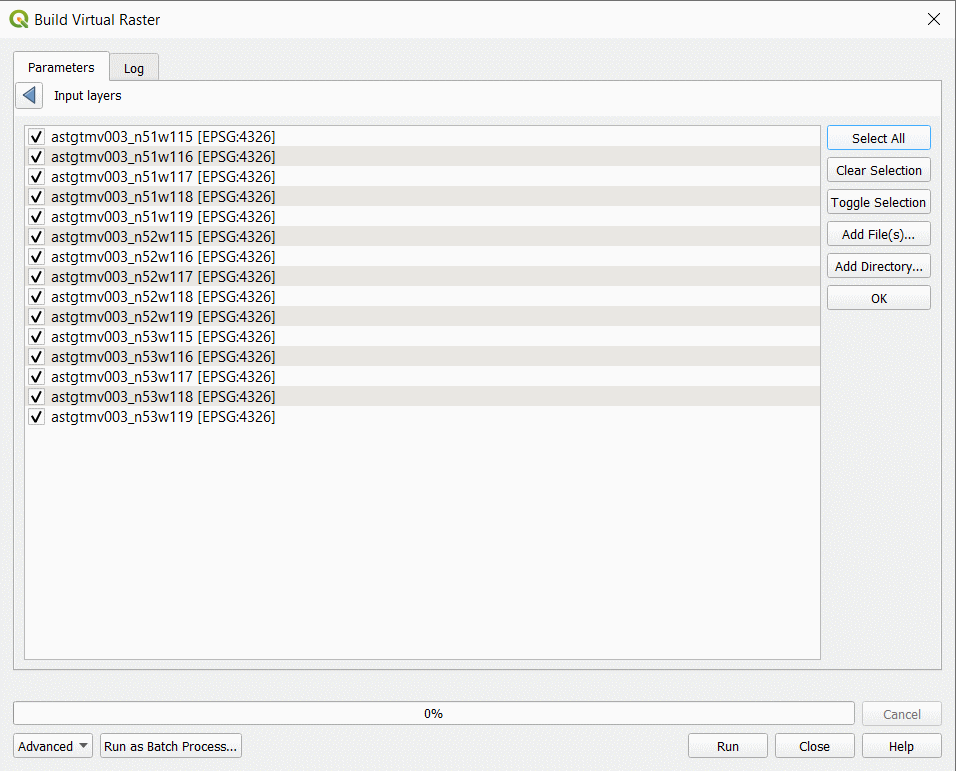 Build Virtual Raster
Parameters
Log
Input layers
astgtmv003_n51w115 [EPSG:4326]
astgtmv003_n51w116 [EPSG:4326]
astgtmv003_n51w117 [EPSG:4326]
astgtmv003_n51w118 [EPSG:4326]
astgtmv003_n51w119 [EPSG:4326]
astgtmv003_n52w115 [EPSG:4326]
astgtmv003_n52w116 [EPSG:4326]
astgtmv003_n52w117 [EPSG:4326]
astgtmv003_n52w118 [EPSG:4326]
astgtmv003_n52w119 [EPSG:4326]
astgtmv003_n53w115 [EPSG:4326]
astgtmv003_n53w116 [EPSG:4326]
astgtmv003_n53w117 [EPSG:4326]
astgtmv003_n53w118 [EPSG:4326]
astgtmv003_n53w119 [EPSG:4326]
Select All
Clear Selection
Toggle Selection
Add File(s)...
Add Directory...
OK
0%
Cancel
Advanced
Run as Batch Process...
Run
Close
Help